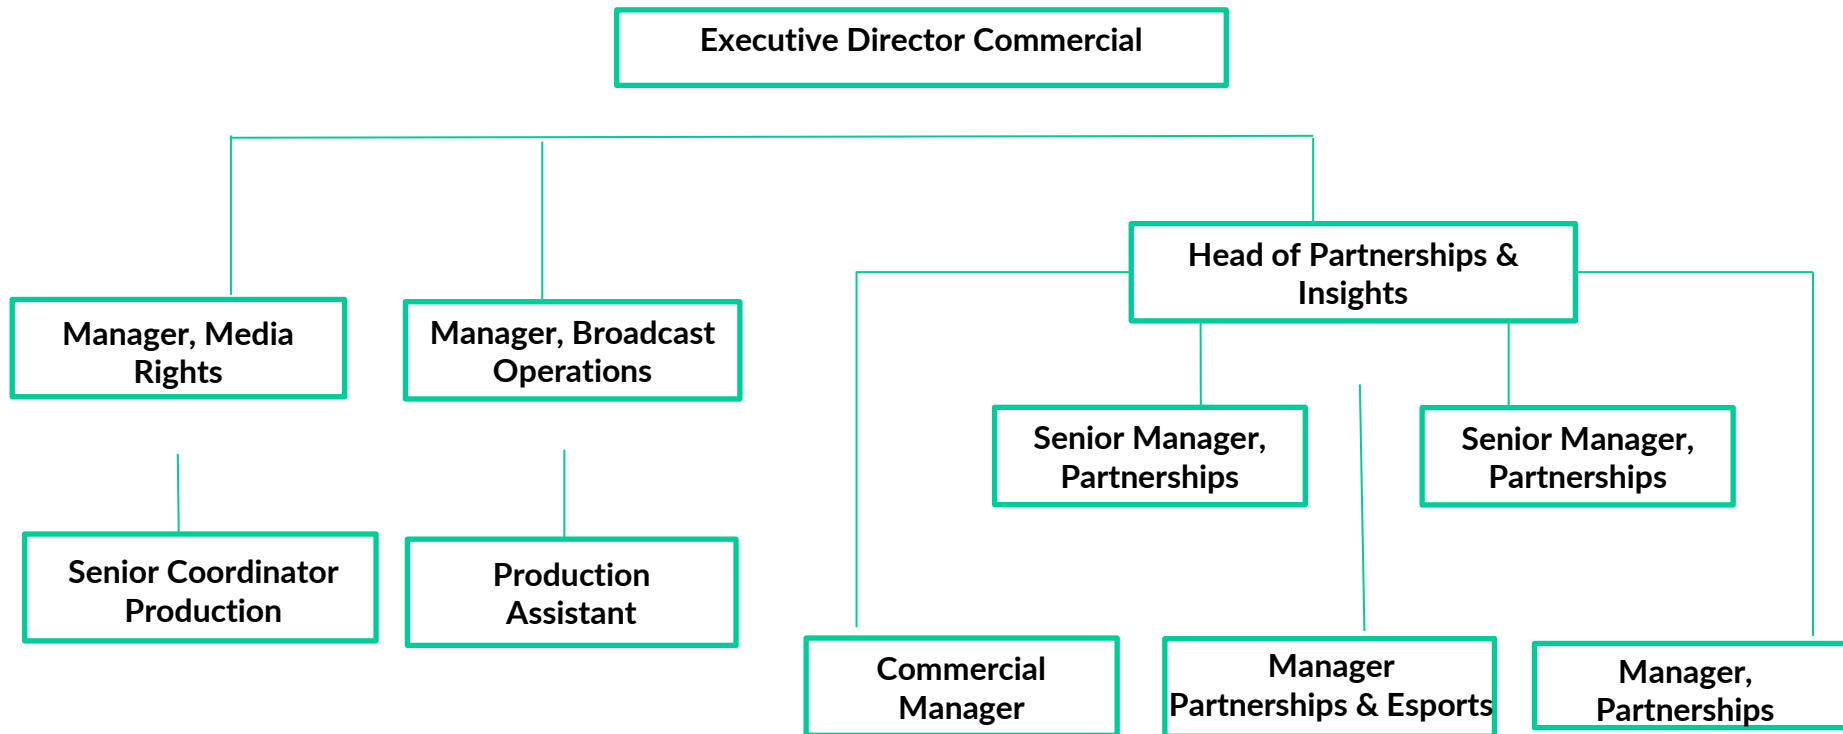 Executive Director Commercial
Head of Partnerships &
Insights
Manager, Media
Rights
Manager, Broadcast
Operations
Senior Manager,
Partnerships
Senior Manager,
Partnerships
Senior Coordinator
Production
Production
Assistant
Commercial
Manager
Manager
Partnerships & Esports
Manager,
Partnerships